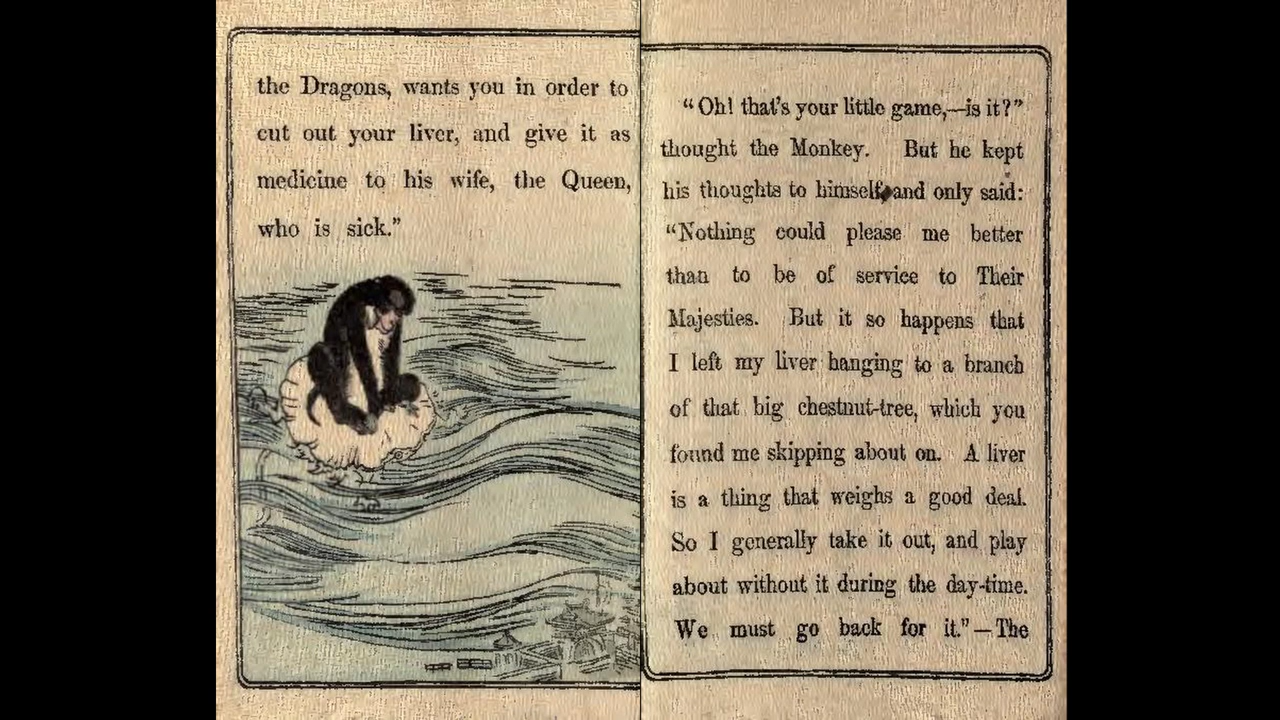 the Dragons, wants you in order to
cut out your liver, and give it as
medicine to his wife, the Queen,
who is sick.”
“Oh! that’s your little game,—is it?”
thought the Monkey. But he kept
his thoughts to himself, and only said:
“Nothing could please me better
than to be of service to Their
Majesties. But it so happens that
I left my liver hanging to a branch
of that big chestnut-tree, which you
found me skipping about on. A liver
is a thing that weighs a good deal.
So I generally take it out, and play
about without it during the day-time.
We must go back for it.”—The